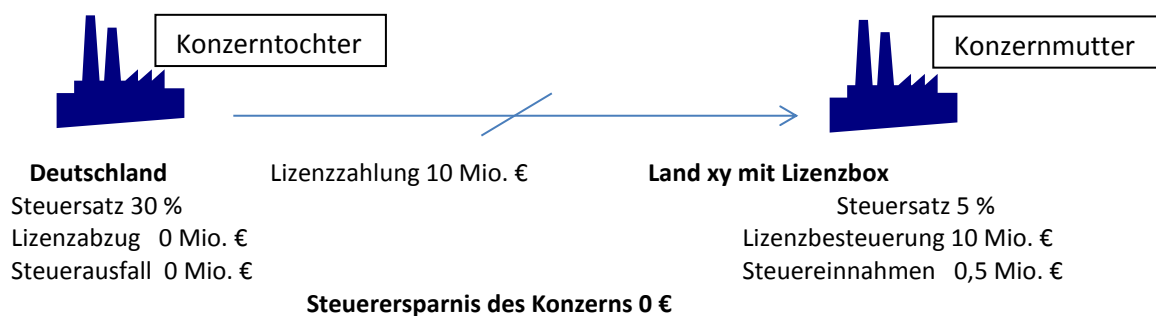 Konzerntochter
Konzernmutter
Deutschland Lizenzzahlung 10 Mio. € Land xy mit Lizenzbox
Steuersatz 30 % Steuersatz 5 %
Lizenzabzug 0 Mio. € Lizenzbesteuerung 10 Mio. €
Steuerausfall 0 Mio. € Steuereinnahmen 0,5 Mio. €
Steuerersparnis des Konzerns 0 €